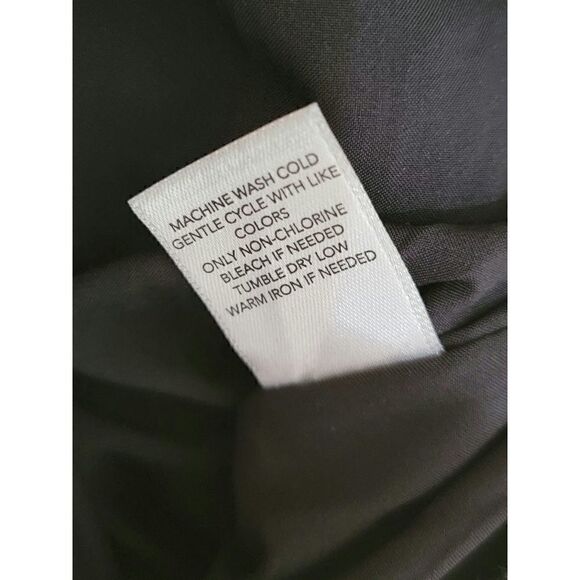 MACHINE WASH COLD
GENTLE CYCLE WITH LIKE
COLORS
ONLY NON-CHLORINE
BLEACH IF NEEDED
TUMBLE DRY LOW
WARM IRON IF NEEDED